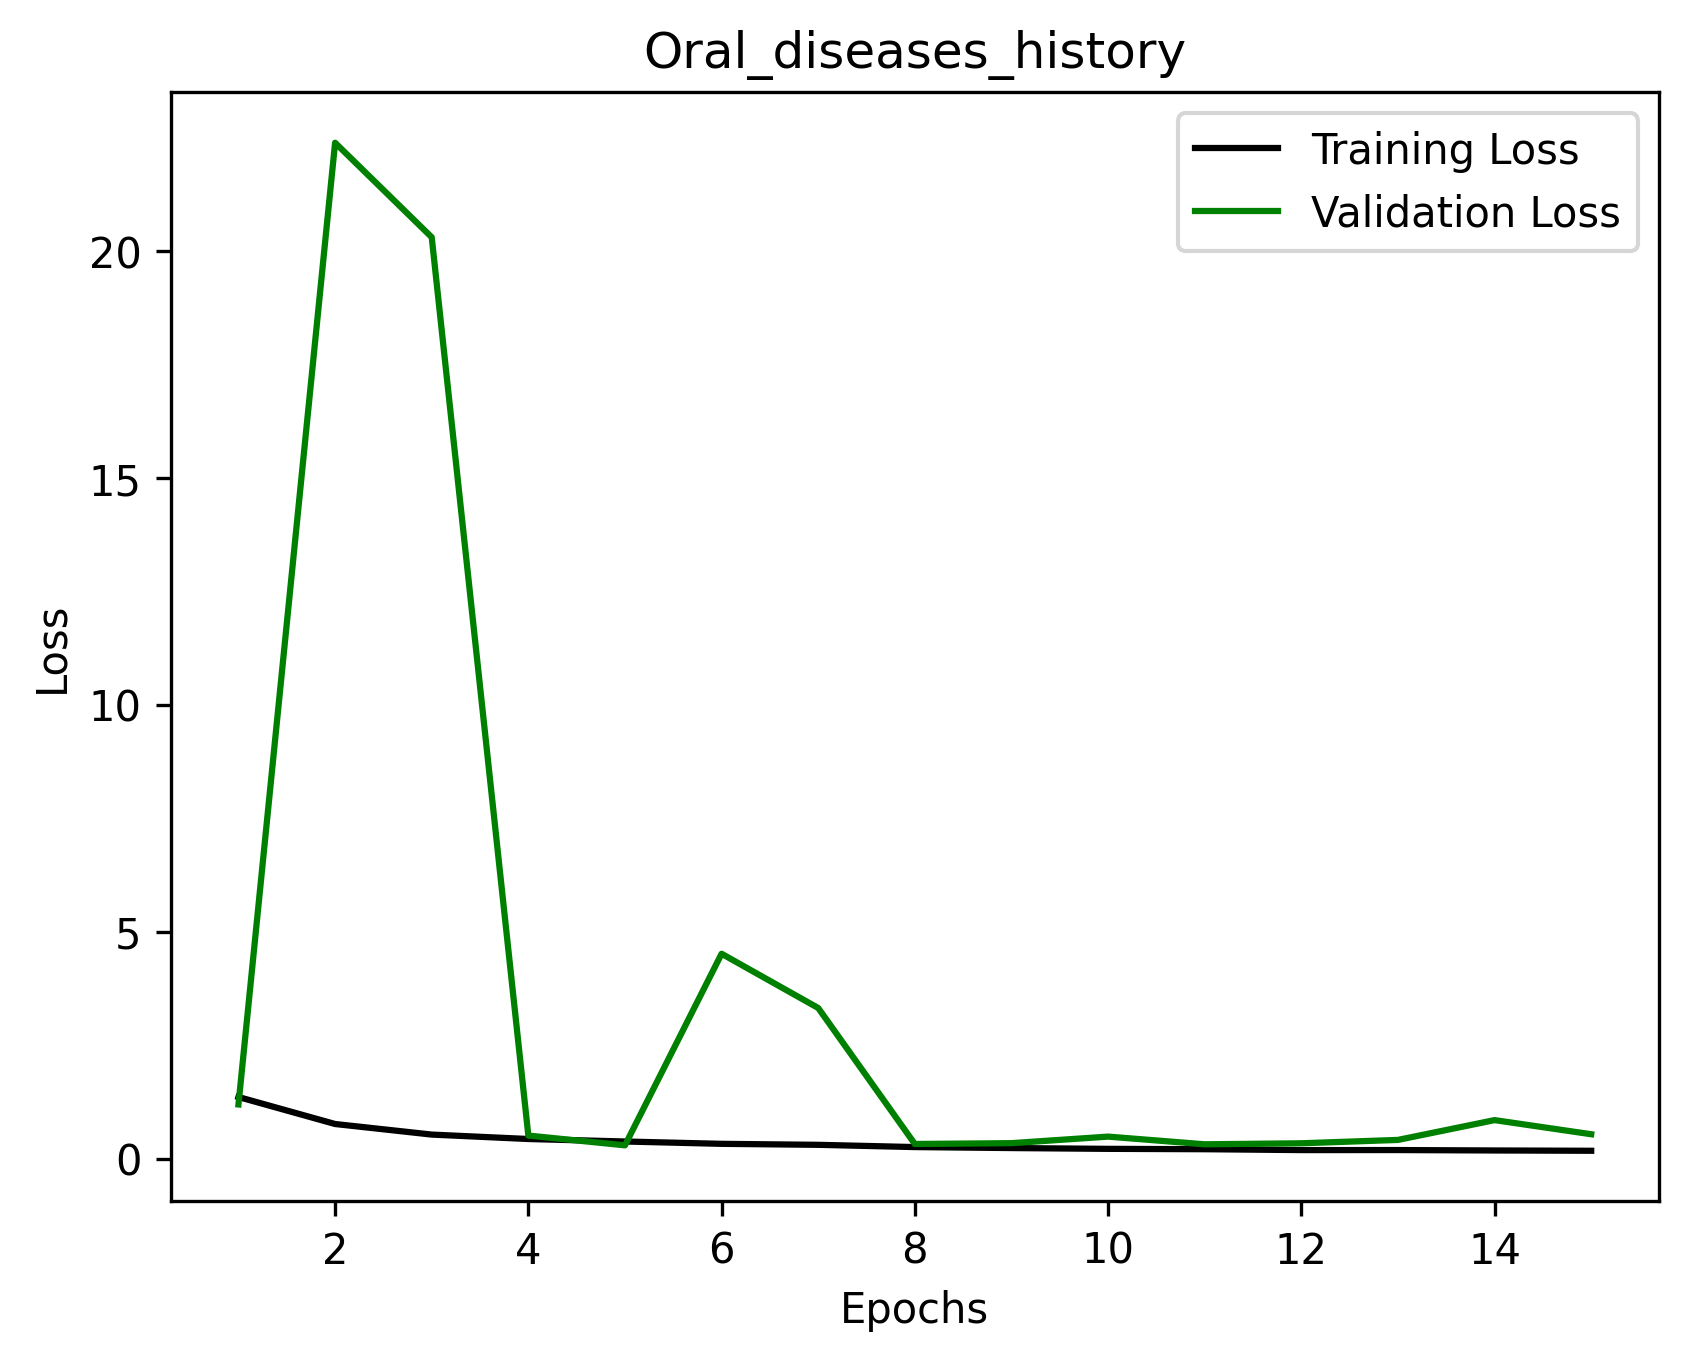 Oral_diseases_history
Training Loss
Validation Loss
20
15
10
5
0
Loss
2 4 6 8 10 12 14
Epochs